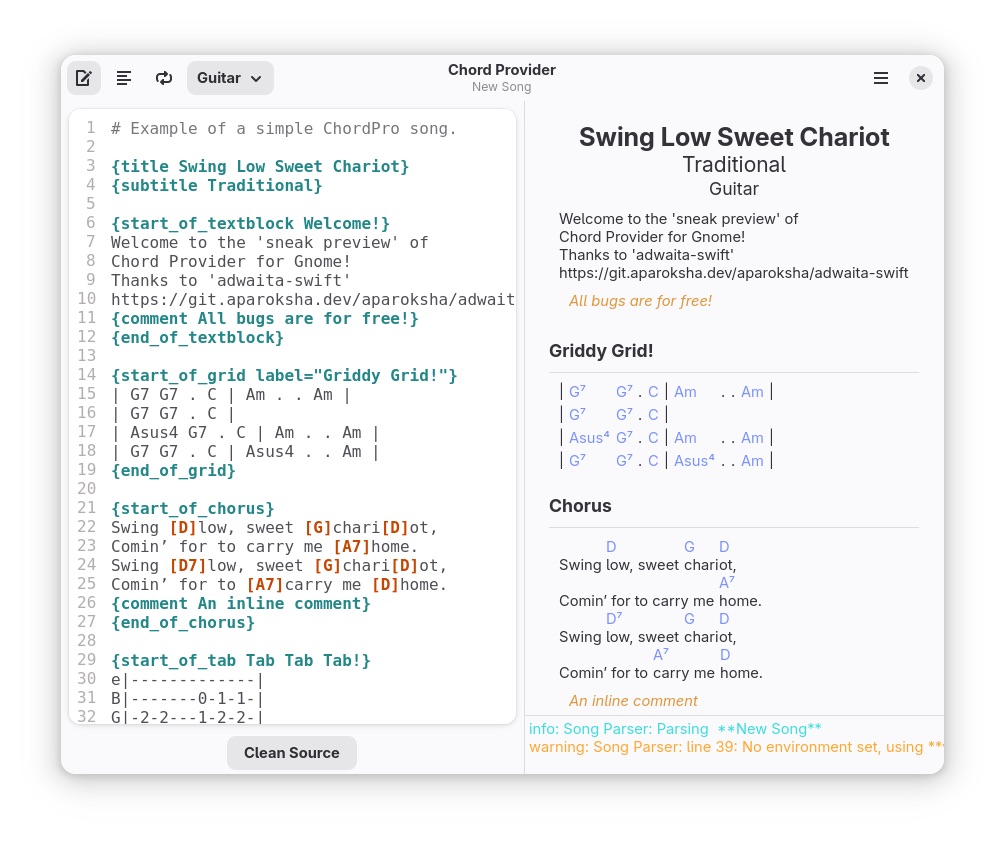 Guitar
Chord Provider
New Song
1 # Example of a simple ChordPro song.
2
3 {title Swing Low Sweet Chariot}
4 {subtitle Traditional}
5
6 {start_of_textblock Welcome!}
7 Welcome to the 'sneak preview' of
8 Chord Provider for Gnome!
9 Thanks to 'adwaita-swift'
10 https://git.aparoksha.dev/aparoksha/adwait
11 {comment All bugs are for free!}
12 {end_of_textblock}
13
14 {start_of_grid label="Griddy Grid!"}
15 | G7 G7 . C | Am . . Am |
16 | G7 G7 . C |
17 | Asus4 G7 . C | Am . . Am |
18 | G7 G7 . C | Asus4 . . Am |
19 {end_of_grid}
20
21 {start_of_chorus}
22 Swing [D]low, sweet [G]chari[D]ot,
23 Comin’ for to carry me [A7]home.
24 Swing [D7]low, sweet [G]chari[D]ot,
25 Comin’ for to [A7]carry me [D]home.
26 {comment An inline comment}
27 {end_of_chorus}
28
29 {start_of_tab Tab Tab Tab!}
30 e|-------------|
31 B|-------0-1-1-|
32 G|-2-2---1-2-2-|
Clean Source
Swing Low Sweet Chariot
Traditional
Guitar
Welcome to the 'sneak preview' of
Chord Provider for Gnome!
Thanks to 'adwaita-swift'
https://git.aparoksha.dev/aparoksha/adwaita-swift
All bugs are for free!
Griddy Grid!
| G⁷ G⁷ . C | Am . . Am |
| G⁷ G⁷ . C |
| Asus⁴ G⁷ . C | Am . . Am |
| G⁷ G⁷ . C | Asus⁴ . . Am |
Chorus
D G D
Swing low, sweet chariot,
A⁷
Comin’ for to carry me home.
D⁷ G D
Swing low, sweet chariot,
A⁷ D
Comin’ for to carry me home.
An inline comment
info: Song Parser: Parsing **New Song**
warning: Song Parser: line 39: No environment set, using **